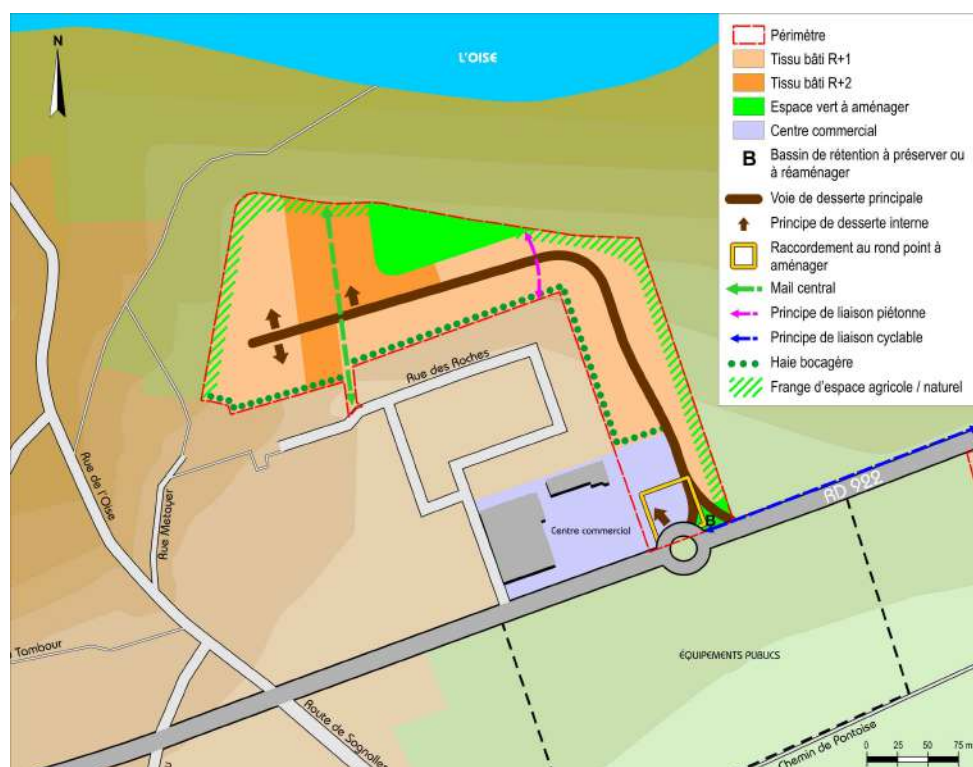 N
L'OISE
Périmètre
Tissu bâti R+1
Tissu bâti R+2
Espace vert à aménager
Centre commercial
B
Bassin de rétention à préserver ou
à réaménager
Voie de desserte principale
Principe de desserte interne
Raccordement au rond point à
aménager
Mail central
Principe de liaison piétonne
Principe de liaison cyclable
Haie bocagère
Frange d'espace agricole / naturel
Rue des Roches
Rue de l'Oise
Rue Metoyer
RD 922
B
Centre commercial
Tambour
ÉQUIPEMENTS PUBLICS
Route de Sognolles
Chemin de Pontoise
0 25 50 75 m